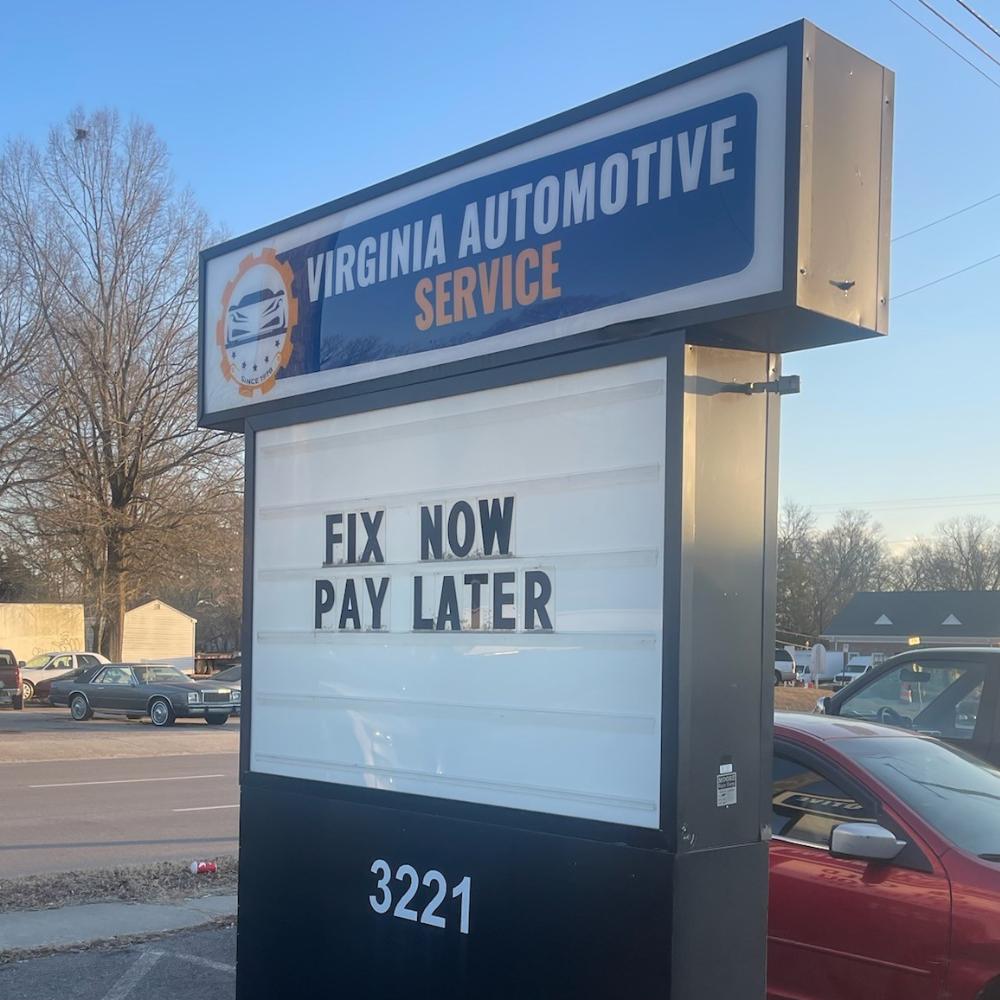 VIRGINIA AUTOMOTIVE
SERVICE
FIX NOW
PAY LATER
3221